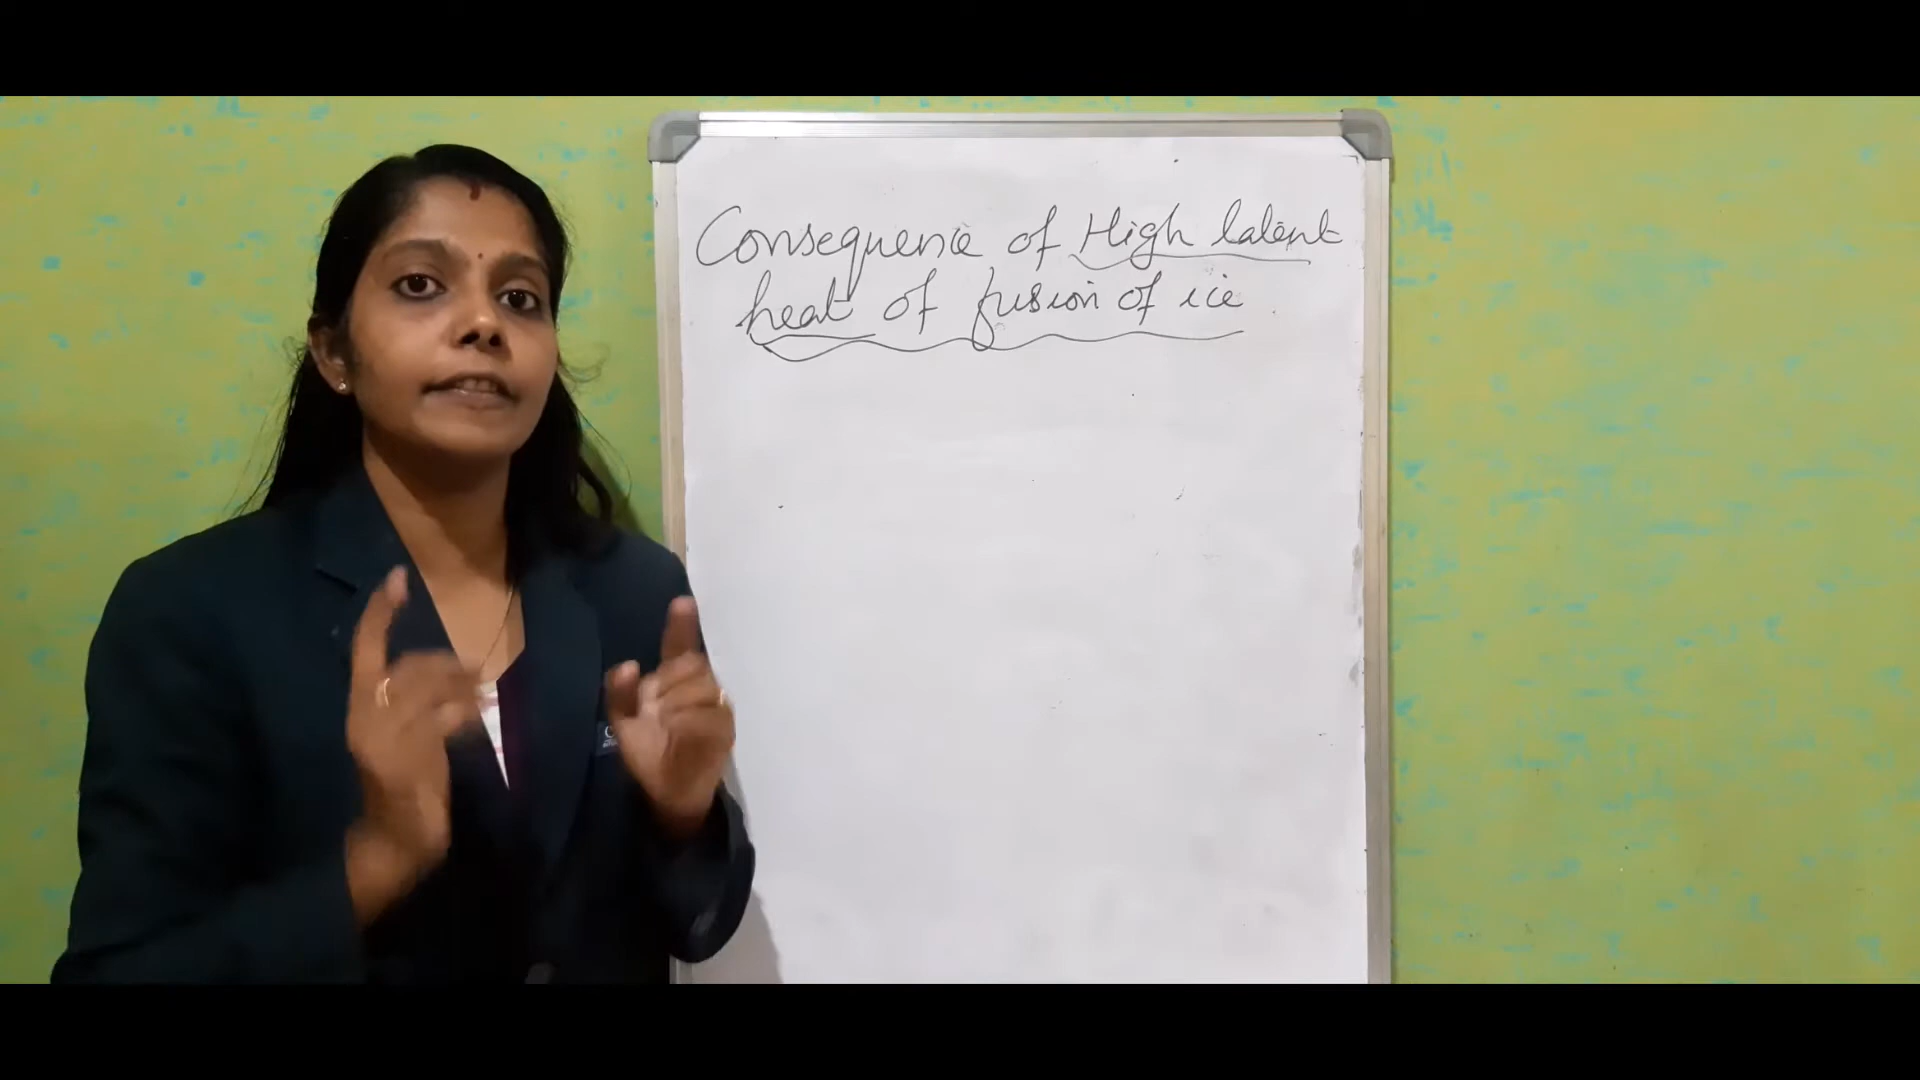 Consequence of High latent
heat of fusion of ice